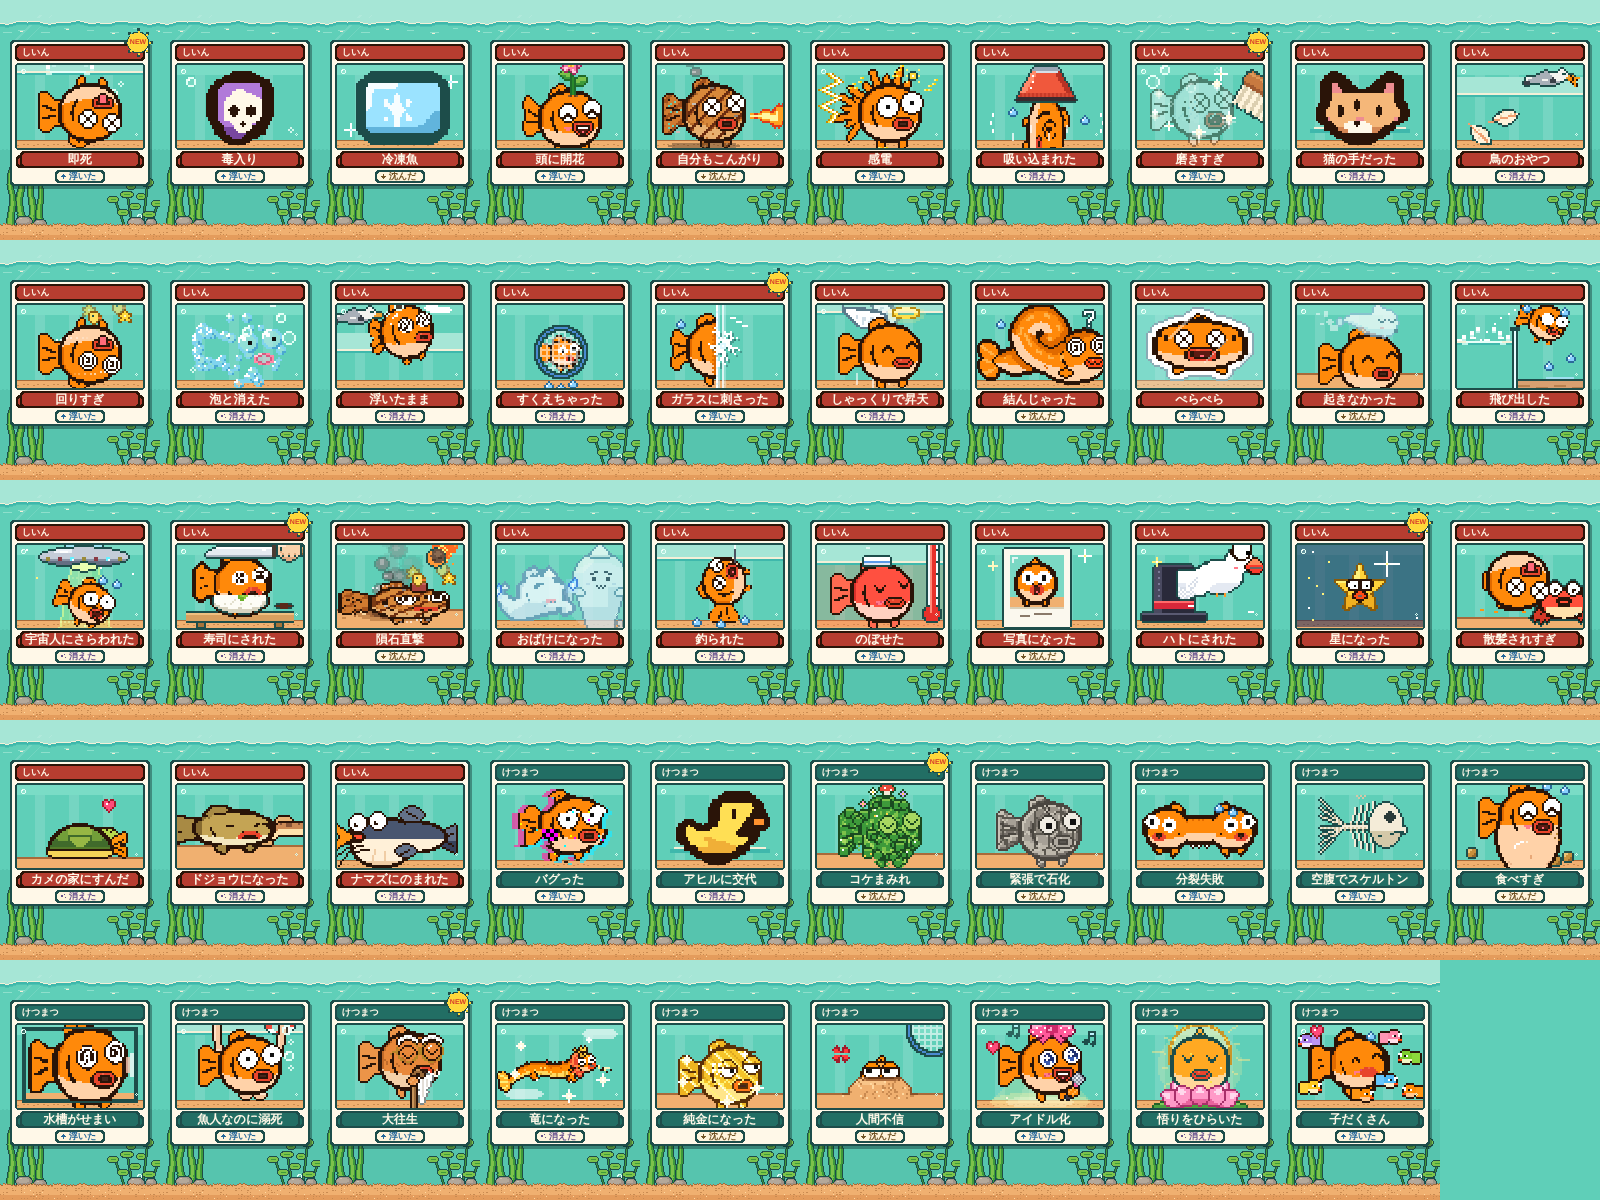 しいん
NEW
即死
浮いた
しいん
毒入り
浮いた
しいん
冷凍魚
浮いた
しいん
頭に開花
浮いた
しいん
自分もこんがり
沈んだ
しいん
感電
浮いた
しいん
吸い込まれた
消えた
しいん
NEW
磨きすぎ
浮いた
しいん
猫の手だった
消えた
しいん
鳥のおやつ
消えた
しいん
回りすぎ
浮いた
しいん
泡と消えた
消えた
しいん
浮いたまま
消えた
しいん
すくえちゃった
消えた
しいん
NEW
ガラスに刺さった
浮いた
しいん
しゃっくりで昇天
消えた
しいん
結んじゃった
沈んだ
しいん
ぺらぺら
浮いた
しいん
起きなかった
沈んだ
しいん
飛び出した
消えた
しいん
宇宙人にさらわれた
消えた
しいん
NEW
寿司にされた
消えた
しいん
隕石直撃
沈んだ
しいん
おばけになった
消えた
しいん
釣られた
消えた
しいん
のぼせた
浮いた
しいん
写真になった
沈んだ
しいん
ハトにされた
消えた
しいん
NEW
星になった
消えた
しいん
散髪されすぎ
浮いた
しいん
カメの家にすんだ
消えた
しいん
ドジョウになった
消えた
しいん
ナマズにのまれた
消えた
けつまつ
バグった
浮いた
けつまつ
アヒルに交代
消えた
けつまつ
NEW
コケまみれ
沈んだ
けつまつ
緊張で石化
沈んだ
けつまつ
分裂失敗
浮いた
けつまつ
空腹でスケルトン
沈んだ
けつまつ
食べすぎ
沈んだ
けつまつ
水槽がせまい
浮いた
けつまつ
魚人なのに溺死
浮いた
けつまつ
NEW
大往生
浮いた
けつまつ
竜になった
消えた
けつまつ
純金になった
沈んだ
けつまつ
人間不信
沈んだ
けつまつ
アイドル化
浮いた
けつまつ
悟りをひらいた
消えた
けつまつ
子だくさん
浮いた